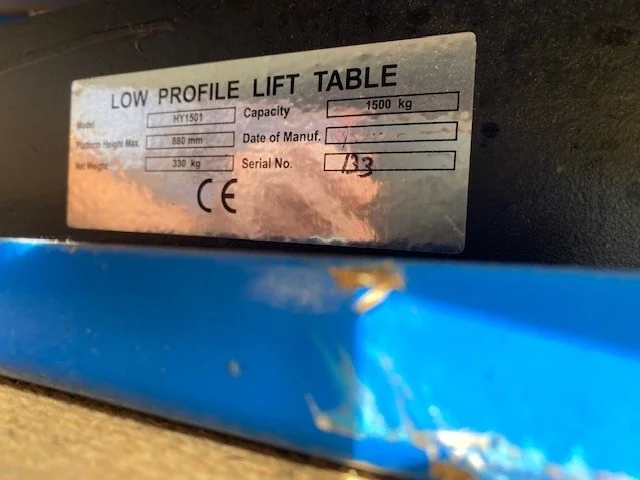 LOW PROFILE LIFT TABLE
Model HY1501 Capacity 1500 kg
Platform Height Max. 880 mm Date of Manuf.
Net Weight 330 kg Serial No. 133
CE